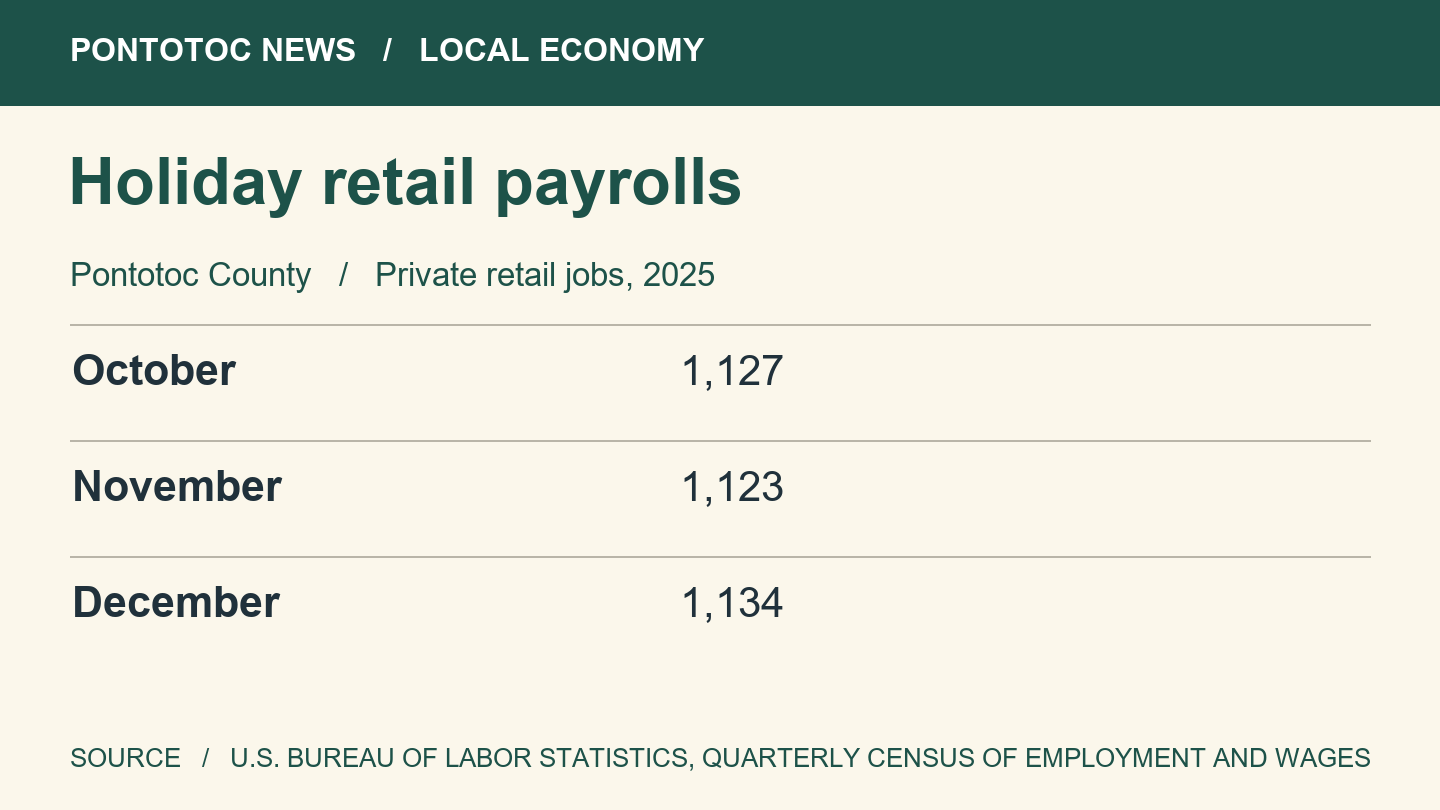 PONTOTOC NEWS / LOCAL ECONOMY
Holiday retail payrolls
Pontotoc County / Private retail jobs, 2025
October 1,127
November 1,123
December 1,134
SOURCE / U.S. BUREAU OF LABOR STATISTICS, QUARTERLY CENSUS OF EMPLOYMENT AND WAGES